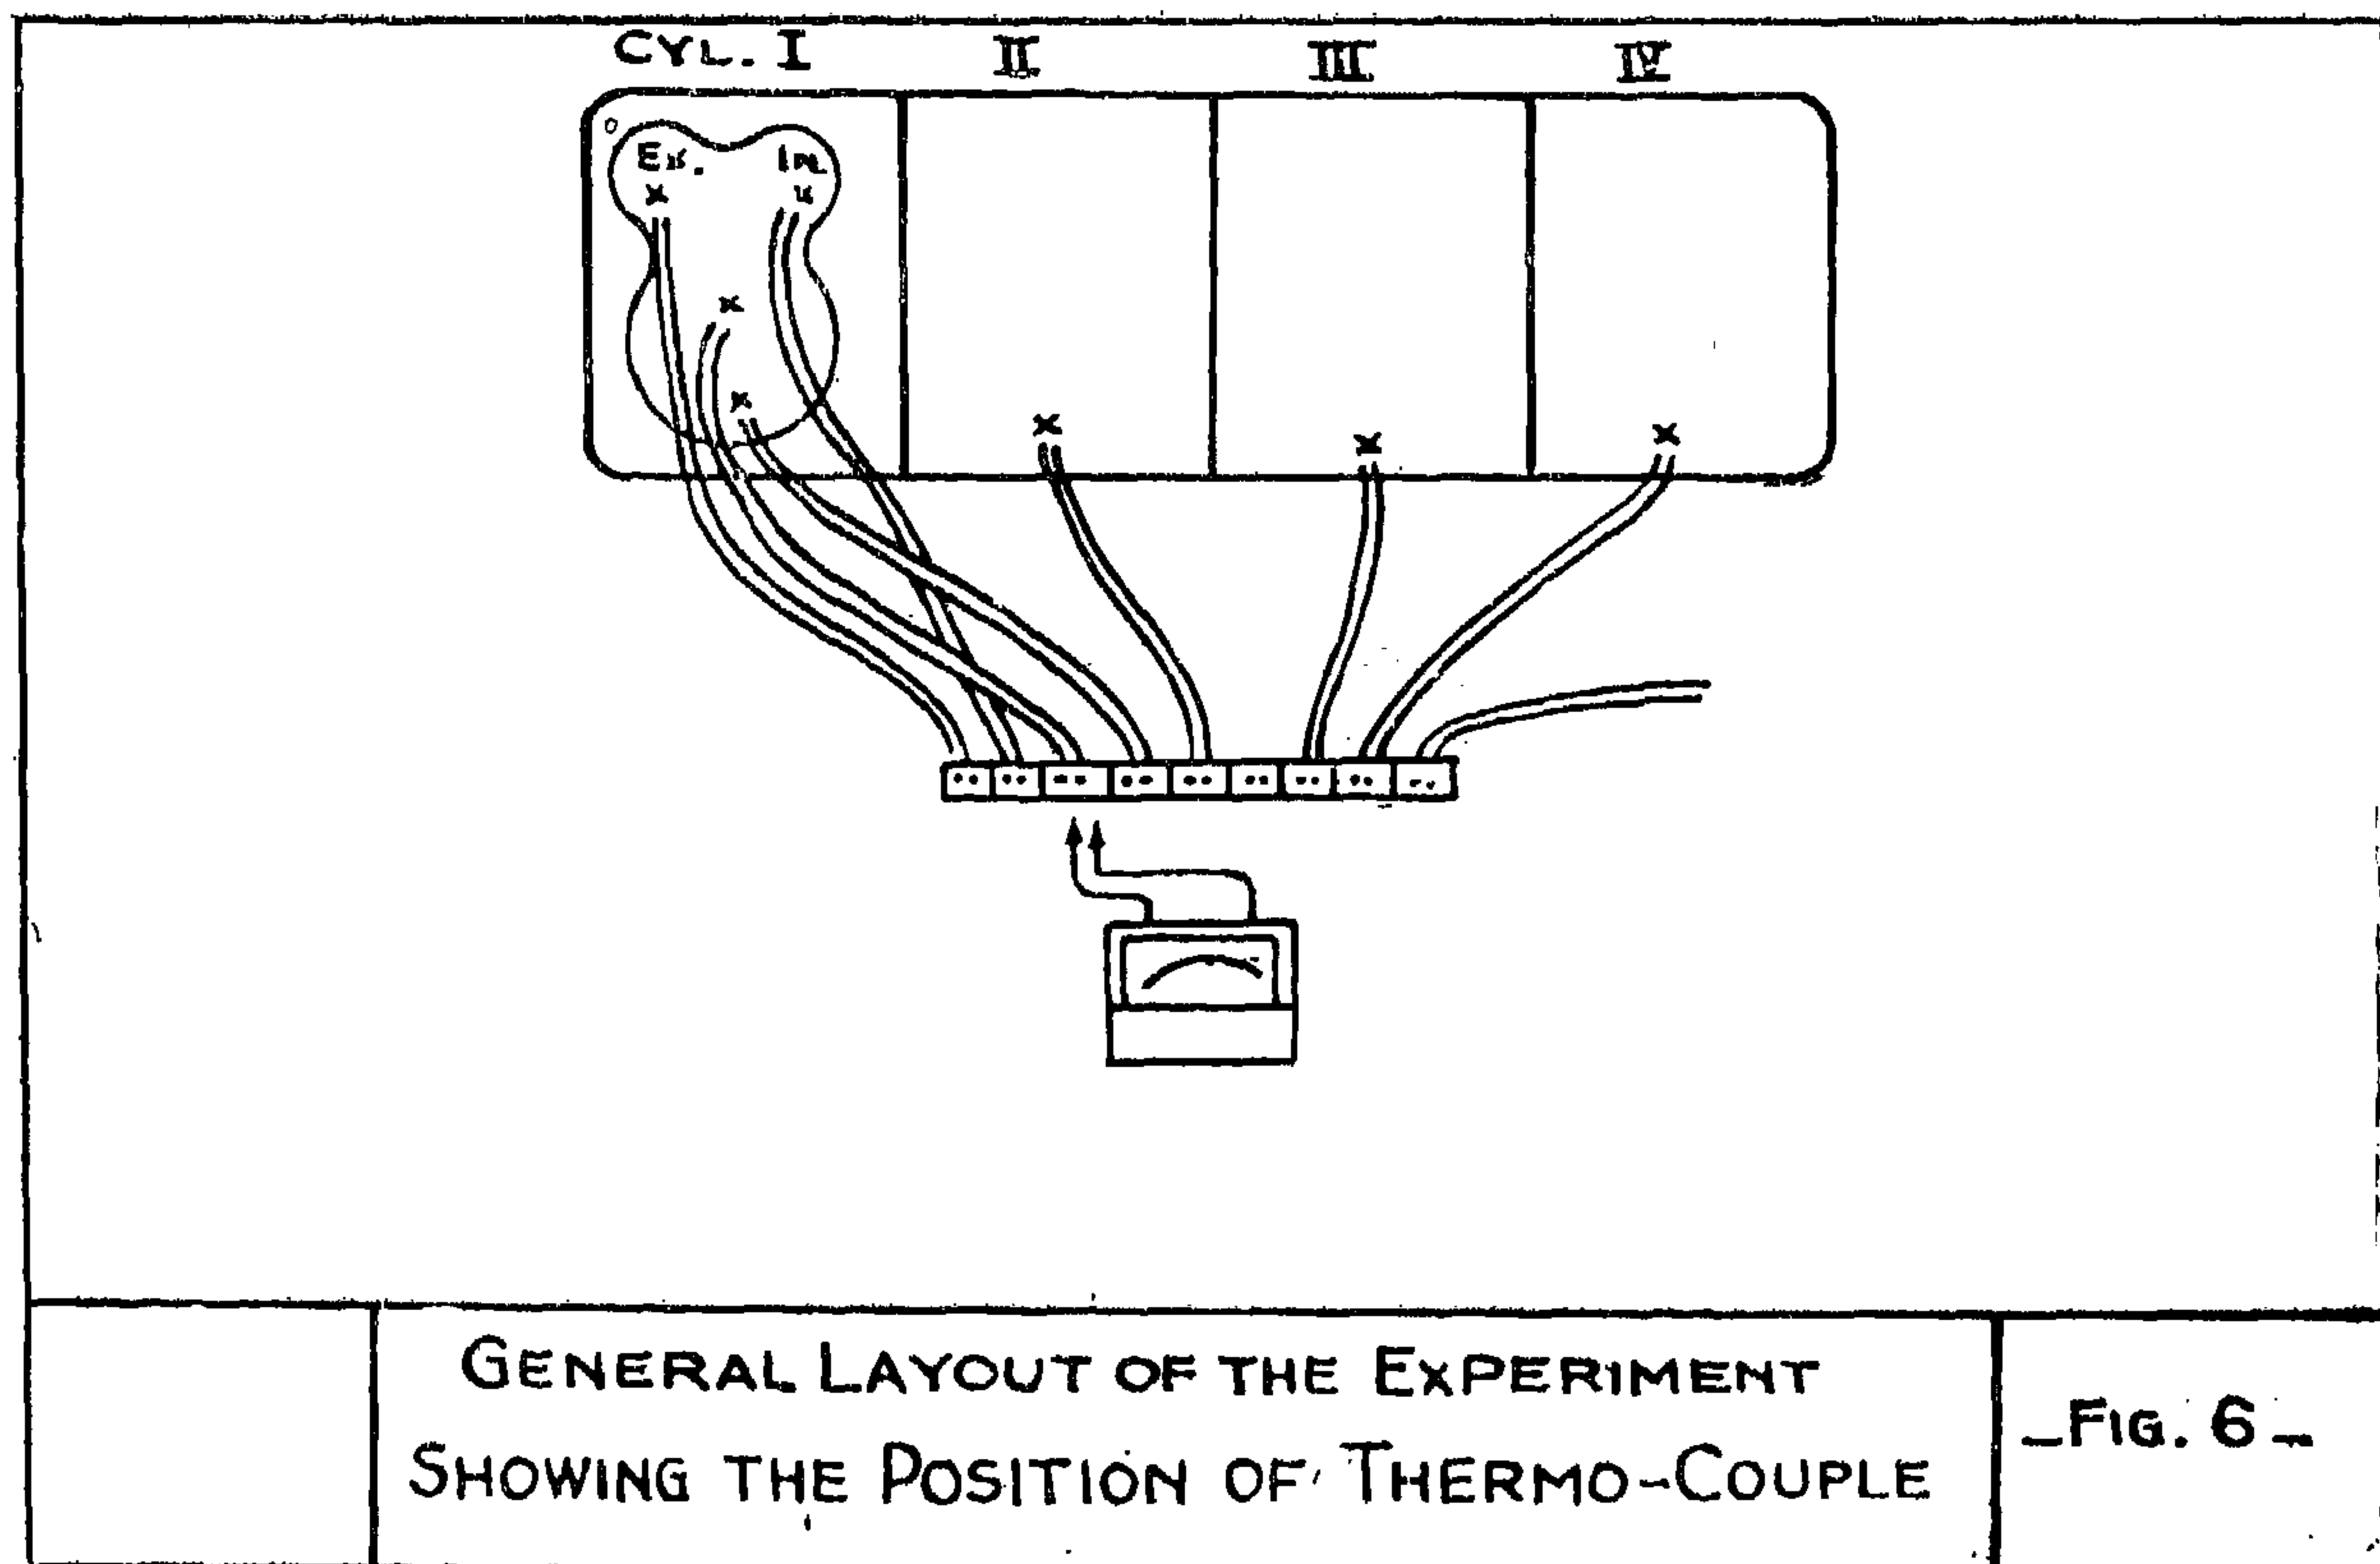 CYL. I II III IV
Ex. In.
GENERAL LAYOUT OF THE EXPERIMENT
SHOWING THE POSITION OF THERMO-COUPLE
_FIG. 6_